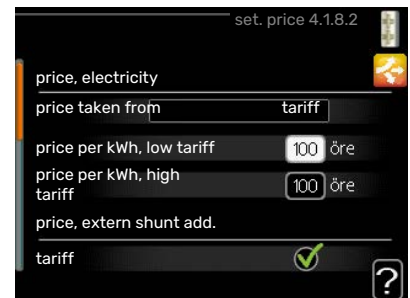 set. price 4.1.8.2
price, electricity
price taken from tariff
price per kWh, low tariff 100 öre
price per kWh, high
tariff 100 öre
price, extern shunt add.
tariff
?